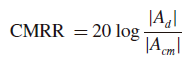 CMRR = 20 log |A_d| / |A_cm|